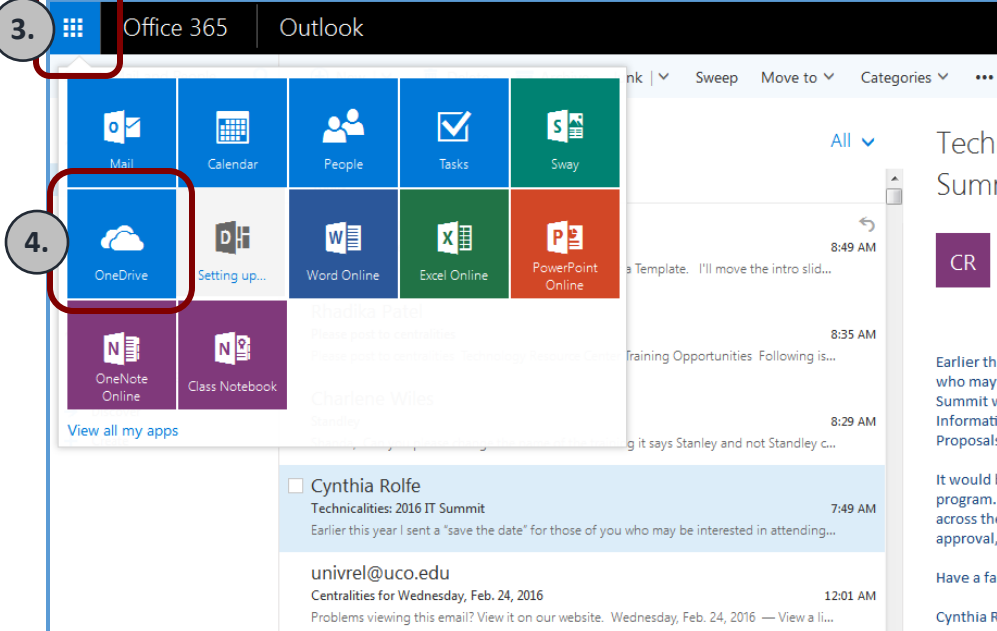 3.
Office 365
Outlook
nk
Sweep
Move to
Categories
•••
Mail
Calendar
People
Tasks
Sway
All
Tech
Summ
4.
OneDrive
Setting up...
Word Online
Excel Online
PowerPoint
Online
8:49 AM
a Template. I'll move the intro slid...
CR
Rhadika Patel
8:35 AM
Training Opportunities Following is...
OneNote
Online
Class Notebook
Charlene Wiles
Standley
8:29 AM
g it says Stanley and not Standley c...
View all my apps
Cynthia Rolfe
Technicalities: 2016 IT Summit
7:49 AM
Earlier this year I sent a "save the date" for those of you who may be interested in attending...
univrel@uco.edu
Centralities for Wednesday, Feb. 24, 2016
12:01 AM
Problems viewing this email? View it on our website. Wednesday, Feb. 24, 2016 — View a li...
Earlier th
who may
Summit w
Informati
Proposals
It would
program.
across the
approval,
Have a fa
Cynthia R